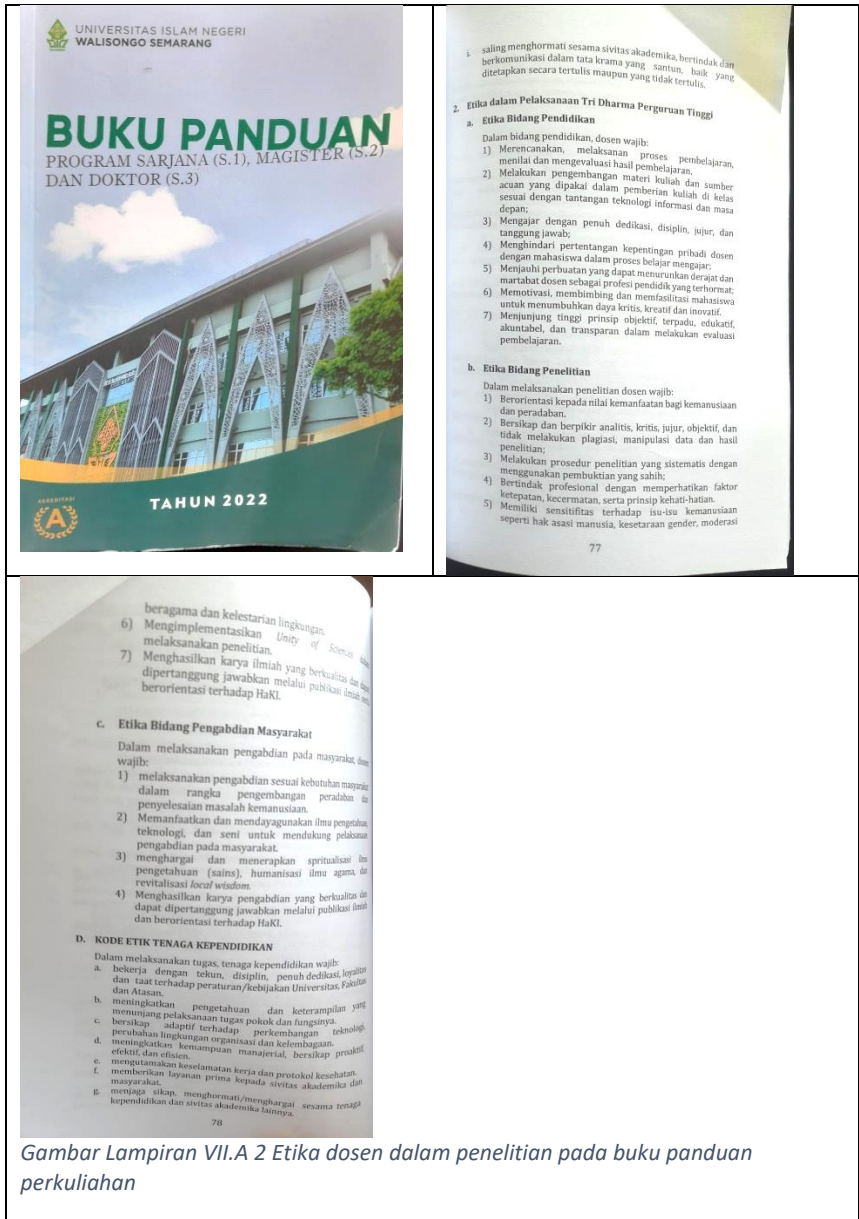 UNIVERSITAS ISLAM NEGERI
WALISONGO SEMARANG
BUKU PANDUAN
PROGRAM SARJANA (S.1), MAGISTER (S.2)
DAN DOKTOR (S.3)
AKREDITASI
A
TAHUN 2022
i. saling menghormati sesama sivitas akademika, bertindak dan
berkomunikasi dalam tata krama yang santun, baik yang
ditetapkan secara tertulis maupun yang tidak tertulis.
2. Etika dalam Pelaksanaan Tri Dharma Perguruan Tinggi
a. Etika Bidang Pendidikan
Dalam bidang pendidikan, dosen wajib:
1) Merencanakan, melaksanan proses pembelajaran,
menilai dan mengevaluasi hasil pembelajaran.
2) Melakukan pengembangan materi kuliah dan sumber
acuan yang dipakai dalam pemberian kuliah di kelas
sesuai dengan tantangan teknologi informasi dan masa
depan;
3) Mengajar dengan penuh dedikasi, disiplin, jujur, dan
tanggung jawab;
4) Menghindari pertentangan kepentingan pribadi dosen
dengan mahasiswa dalam proses belajar mengajar;
5) Menjauhi perbuatan yang dapat menurunkan derajat dan
martabat dosen sebagai profesi pendidik yang terhormat;
6) Memotivasi, membimbing dan memfasilitasi mahasiswa
untuk menumbuhkan daya kritis, kreatif dan inovatif.
7) Menjunjung tinggi prinsip objektif, terpadu, edukatif,
akuntabel, dan transparan dalam melakukan evaluasi
pembelajaran.
b. Etika Bidang Penelitian
Dalam melaksanakan penelitian dosen wajib:
1) Berorientasi kepada nilai kemanfaatan bagi kemanusiaan
dan peradaban.
2) Bersikap dan berpikir analitis, kritis, jujur, objektif, dan
tidak melakukan plagiasi, manipulasi data dan hasil
penelitian;
3) Melakukan prosedur penelitian yang sistematis dengan
menggunakan pembuktian yang sahih;
4) Bertindak profesional dengan memperhatikan faktor
ketepatan, kecermatan, serta prinsip kehati-hatian.
5) Memiliki sensitifitas terhadap isu-isu kemanusiaan
seperti hak asasi manusia, kesetaraan gender, moderasi
77
beragama dan kelestarian lingkungan.
6) Mengimplementasikan Unity of Sciences
melaksanakan penelitian.
7) Menghasilkan karya ilmiah yang berkualitas dan
dipertanggung jawabkan melalui publikasi ilmiah
berorientasi terhadap HaKI.
c. Etika Bidang Pengabdian Masyarakat
Dalam melaksanakan pengabdian pada masyarakat, dosen
wajib:
1) melaksanakan pengabdian sesuai kebutuhan masyarakat
dalam rangka pengembangan peradaban dan
penyelesaian masalah kemanusiaan.
2) Memanfaatkan dan mendayagunakan ilmu pengetahuan,
teknologi, dan seni untuk mendukung pelaksanaan
pengabdian pada masyarakat.
3) menghargai dan menerapkan spritualisasi ilmu
pengetahuan (sains), humanisasi ilmu agama, dan
revitalisasi local wisdom.
4) Menghasilkan karya pengabdian yang berkualitas dan
dapat dipertanggung jawabkan melalui publikasi ilmiah
dan berorientasi terhadap HaKI.
D. KODE ETIK TENAGA KEPENDIDIKAN
Dalam melaksanakan tugas, tenaga kependidikan wajib:
a. bekerja dengan tekun, disiplin, penuh dedikasi, loyalitas
dan taat terhadap peraturan/kebijakan Universitas, Fakultas
dan Atasan.
b. meningkatkan pengetahuan dan keterampilan yang
menunjang pelaksanaan tugas pokok dan fungsinya.
c. bersikap adaptif terhadap perkembangan teknologi,
perubahan lingkungan organisasi dan kelembagaan.
d. meningkatkan kemampuan manajerial, bersikap proaktif,
efektif, dan efisien.
e. mengutamakan keselamatan kerja dan protokol kesehatan.
f. memberikan layanan prima kepada sivitas akademika dan
masyarakat.
g. menjaga sikap, menghormati/menghargai sesama tenaga
kependidikan dan sivitas akademika lainnya.
78
Gambar Lampiran VII.A 2 Etika dosen dalam penelitian pada buku panduan
perkuliahan